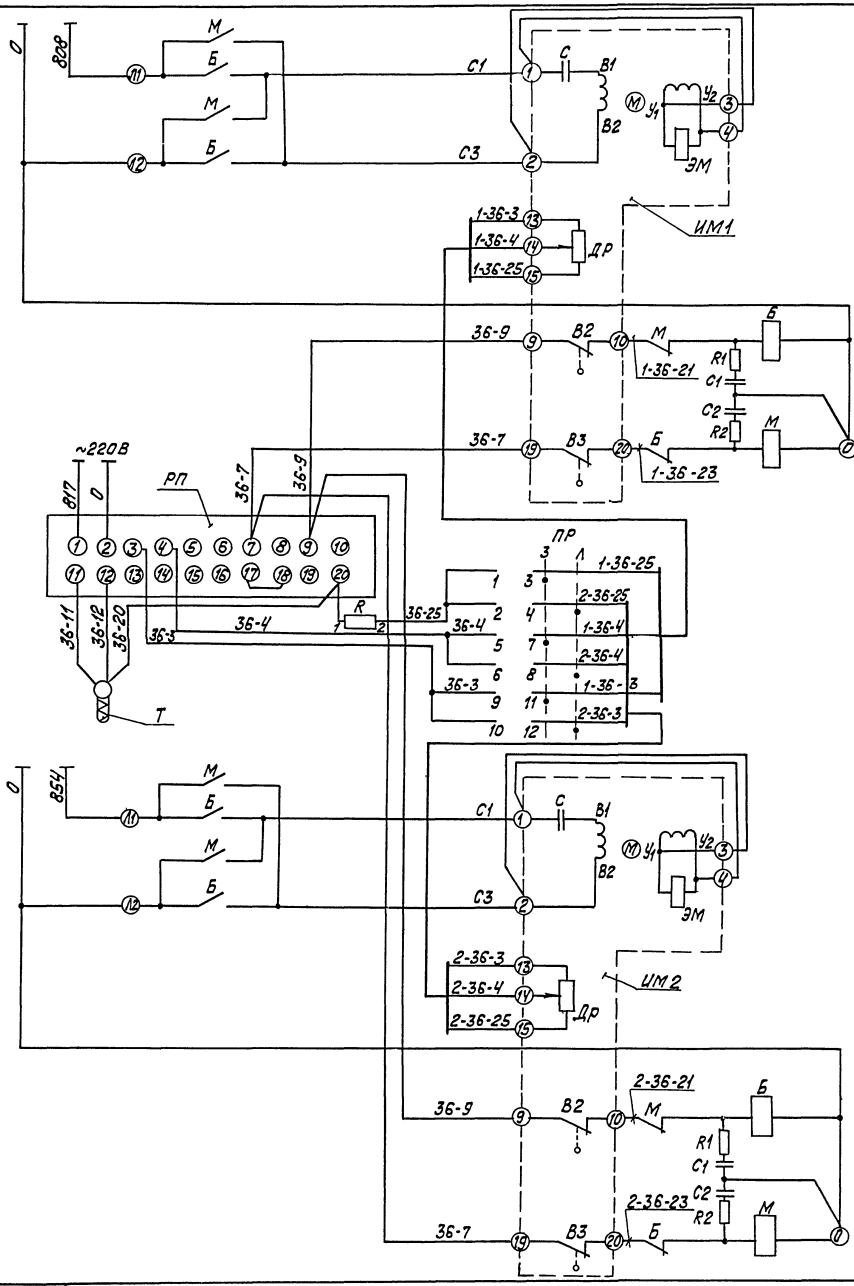 0
808
М
Б
М
Б
Л1
Л2
С1
С3
1
С
В1
В2
М
У1
У2
3
4
ЭМ
2
ИМ1
1-36-3
13
1-36-4
14
ДР
1-36-25
15
36-9
9
В2
10
М
Б
1-36-21
R1
С1
С2
R2
36-7
19
В3
20
Б
М
0
1-36-23
~220В
817
0
РП
36-7
36-9
1 2 3 4 5 6 7 8 9 10
11 12 13 14 15 16 17 18 19 20
36-11
36-12
36-20
36-3
36-4
1
R
2
36-25
36-4
36-3
Т
ПР
З
Л
1
3
1-36-25
2
4
2-36-25
5
7
1-36-4
6
8
2-36-4
9
11
1-36-3
10
12
2-36-3
0
854
М
Б
М
Б
Л1
Л2
С1
С3
1
С
В1
В2
М
У1
У2
3
4
ЭМ
2
ИМ2
2-36-3
13
2-36-4
14
ДР
2-36-25
15
2-36-21
36-9
9
В2
10
М
Б
R1
С1
С2
R2
2-36-23
36-7
19
В3
20
Б
М
0